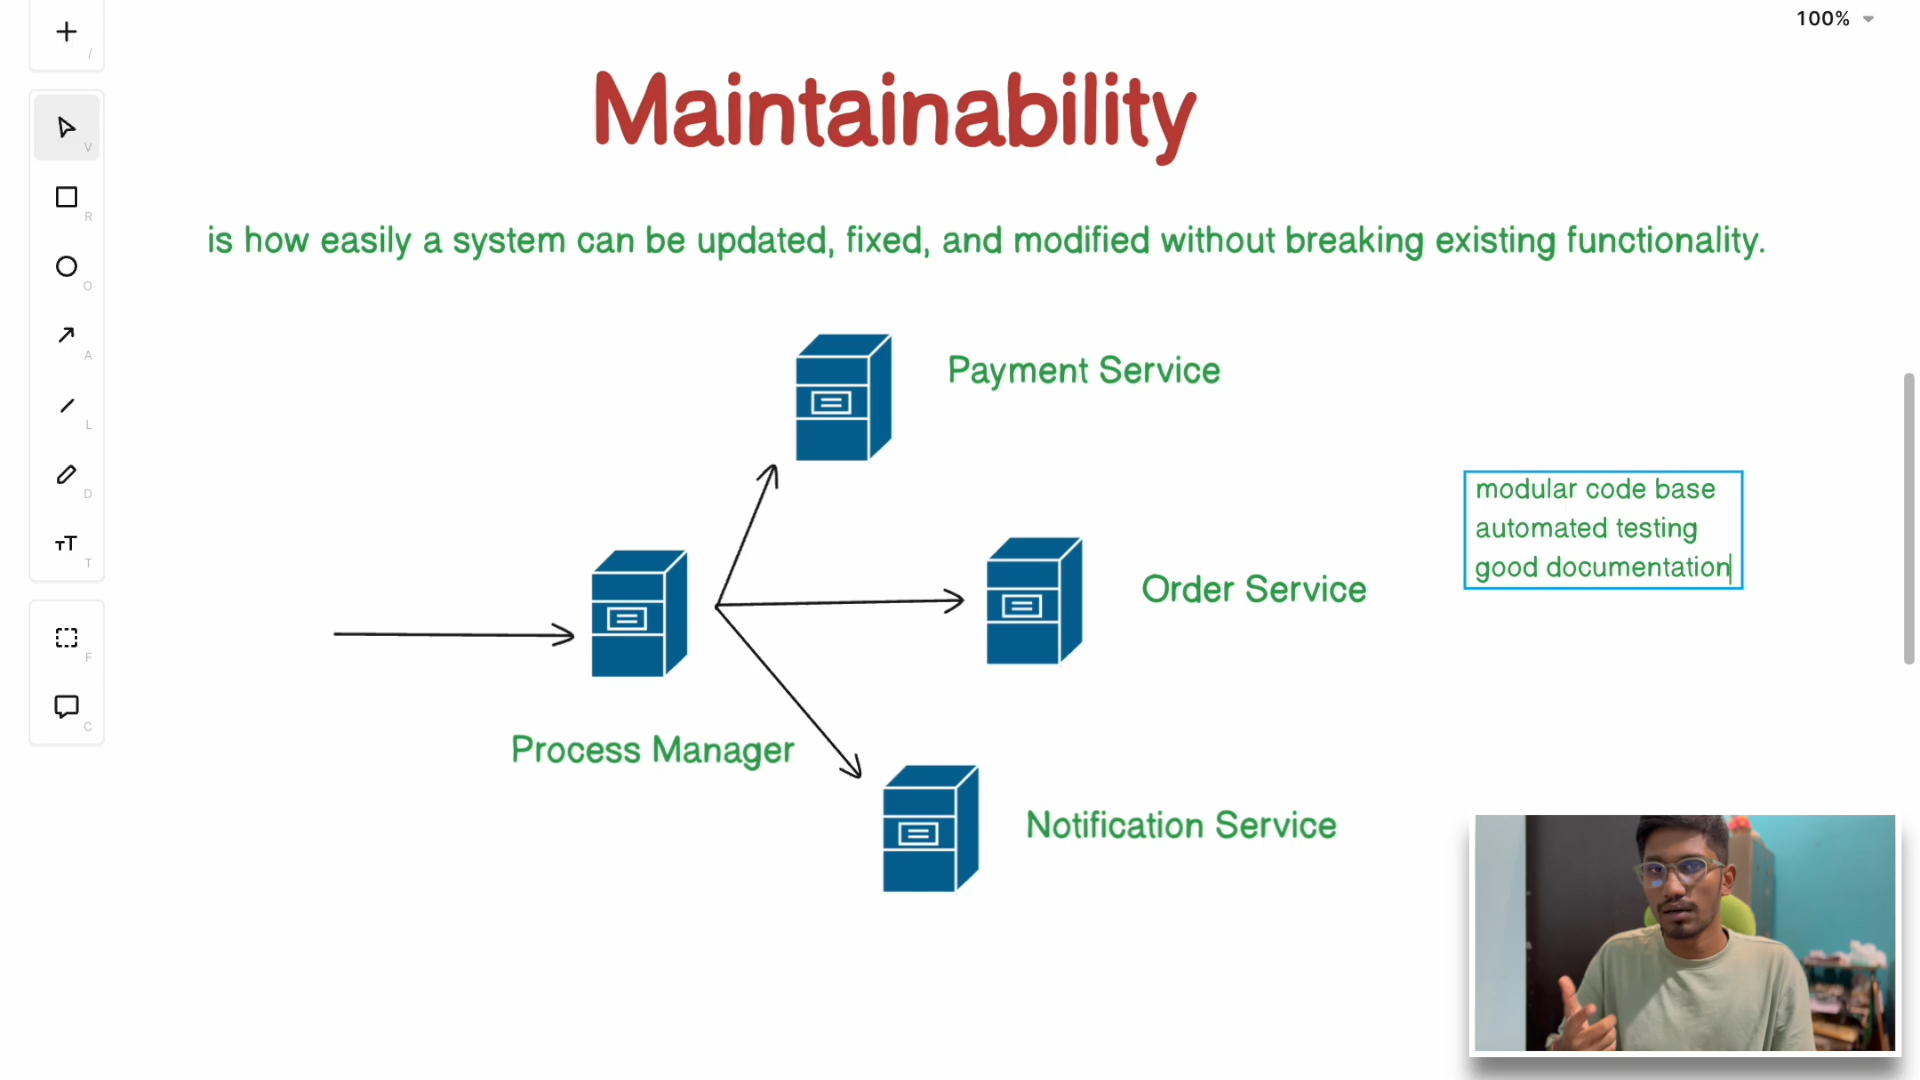 100%
/
V
R
O
A
L
D
TT
T
F
C
Maintainability
is how easily a system can be updated, fixed, and modified without breaking existing functionality.
Payment Service
modular code base
automated testing
good documentation
Order Service
Process Manager
Notification Service